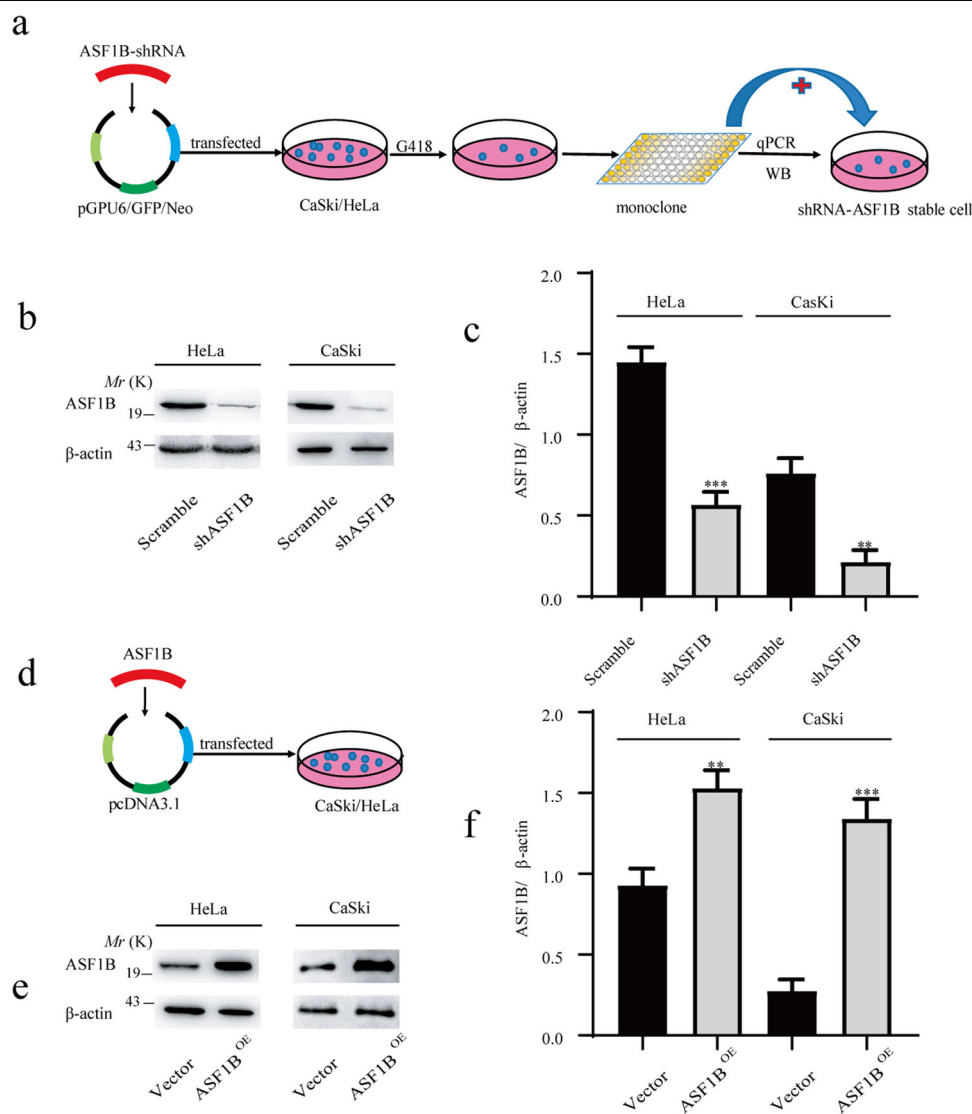 a
ASF1B-shRNA
transfected
G418
qPCR
WB
pGPU6/GFP/Neo
CaSki/HeLa
monoclone
shRNA-ASF1B stable cell
b
HeLa
CaSki
Mr (K)
ASF1B
19
β-actin
43
Scramble
shASF1B
Scramble
shASF1B
c
ASF1B/ β-actin
2.0
1.5
1.0
0.5
0.0
HeLa
CasKi
***
**
Scramble
shASF1B
Scramble
shASF1B
d
ASF1B
transfected
pcDNA3.1
CaSki/HeLa
e
HeLa
CaSki
Mr (K)
ASF1B
19
β-actin
43
Vector
ASF1B OE
Vector
ASF1B OE
f
ASF1B/ β-actin
2.0
1.5
1.0
0.5
0.0
HeLa
CaSki
**
***
Vector
ASF1B OE
Vector
ASF1B OE